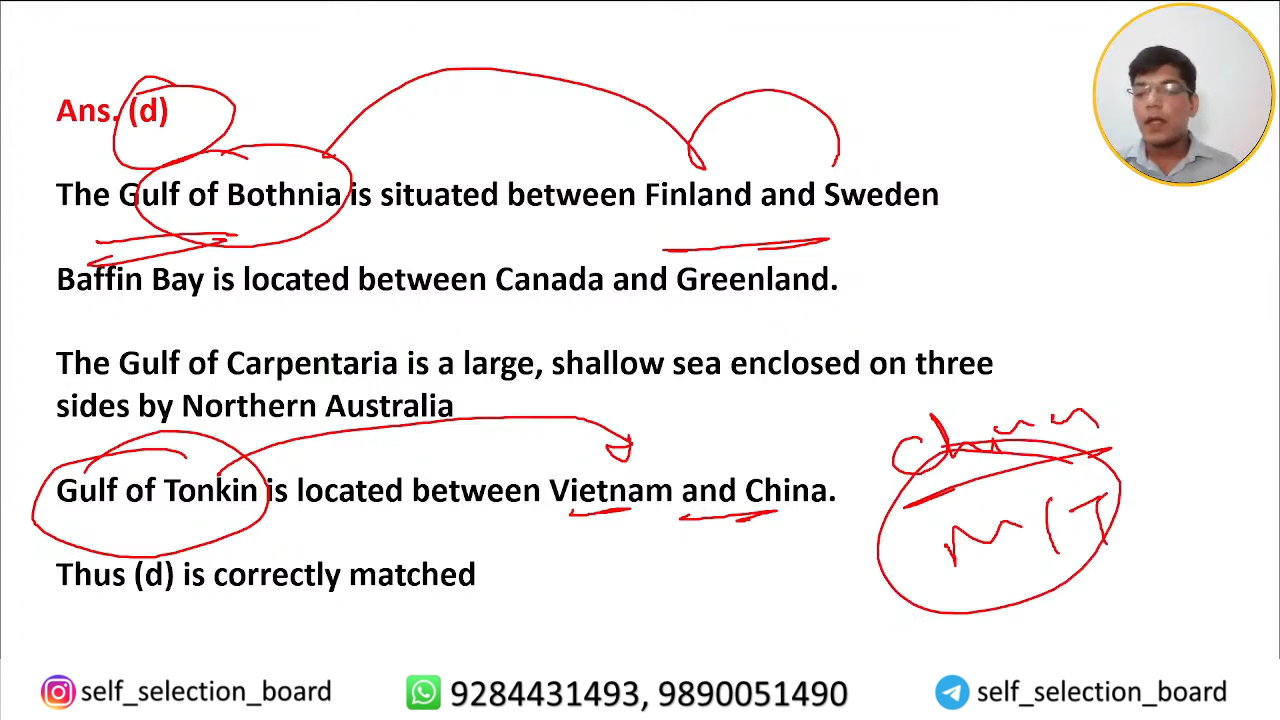 Ans. (d)
The Gulf of Bothnia is situated between Finland and Sweden
Baffin Bay is located between Canada and Greenland.
The Gulf of Carpentaria is a large, shallow sea enclosed on three
sides by Northern Australia
Gulf of Tonkin is located between Vietnam and China.
Thus (d) is correctly matched
self_selection_board 9284431493, 9890051490 self_selection_board